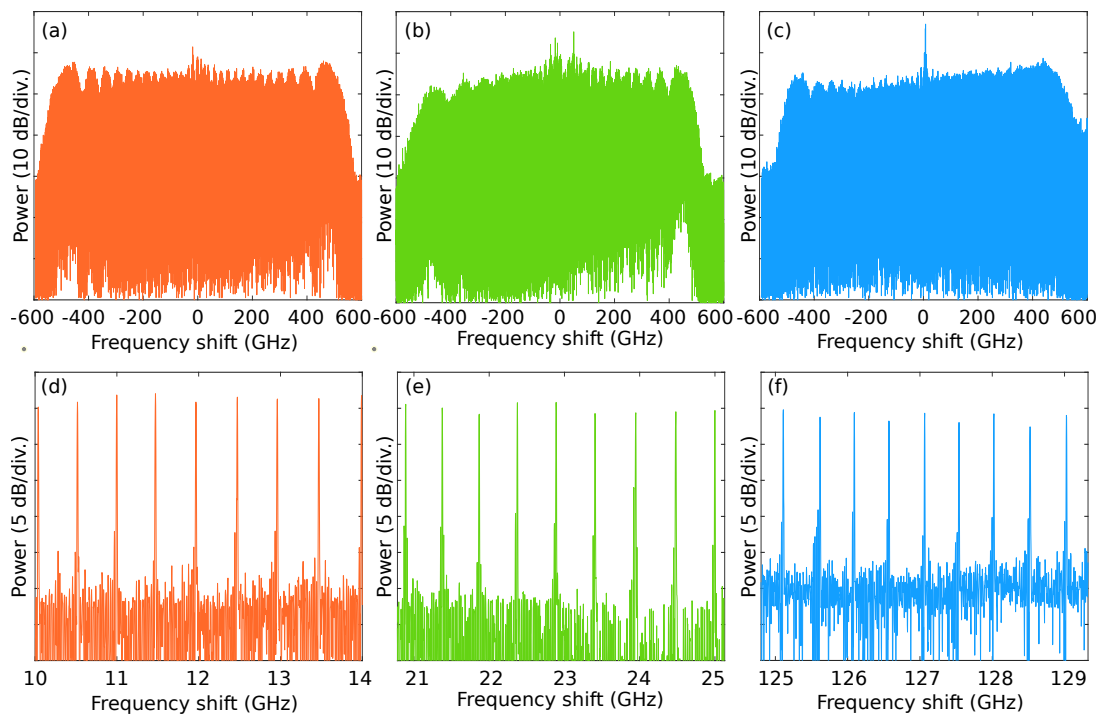 (a) (b) (c)
Power (10 dB/div.) Power (10 dB/div.) Power (10 dB/div.)
-600 -400 -200 0 200 400 600 -600 -400 -200 0 200 400 600 -600 -400 -200 0 200 400 600
Frequency shift (GHz) Frequency shift (GHz) Frequency shift (GHz)
(d) (e) (f)
Power (5 dB/div.) Power (5 dB/div.) Power (5 dB/div.)
10 11 12 13 14 21 22 23 24 25 125 126 127 128 129
Frequency shift (GHz) Frequency shift (GHz) Frequency shift (GHz)